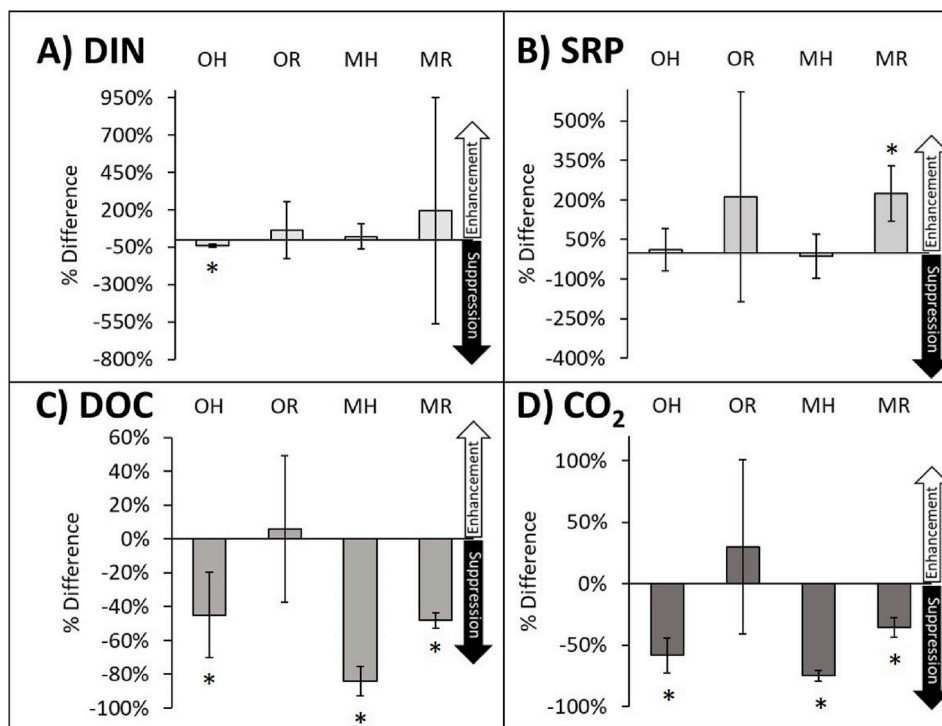 A) DIN
OH OR MH MR
% Difference
950%
700%
450%
200%
-50%
-300%
-550%
-800%
*
Enhancement
Suppression
B) SRP
OH OR MH MR
% Difference
500%
350%
200%
50%
-100%
-250%
-400%
*
Enhancement
Suppression
C) DOC
OH OR MH MR
% Difference
60%
40%
20%
0%
-20%
-40%
-60%
-80%
-100%
* * *
Enhancement
Suppression
D) CO₂
OH OR MH MR
% Difference
100%
50%
0%
-50%
-100%
* * *
Enhancement
Suppression